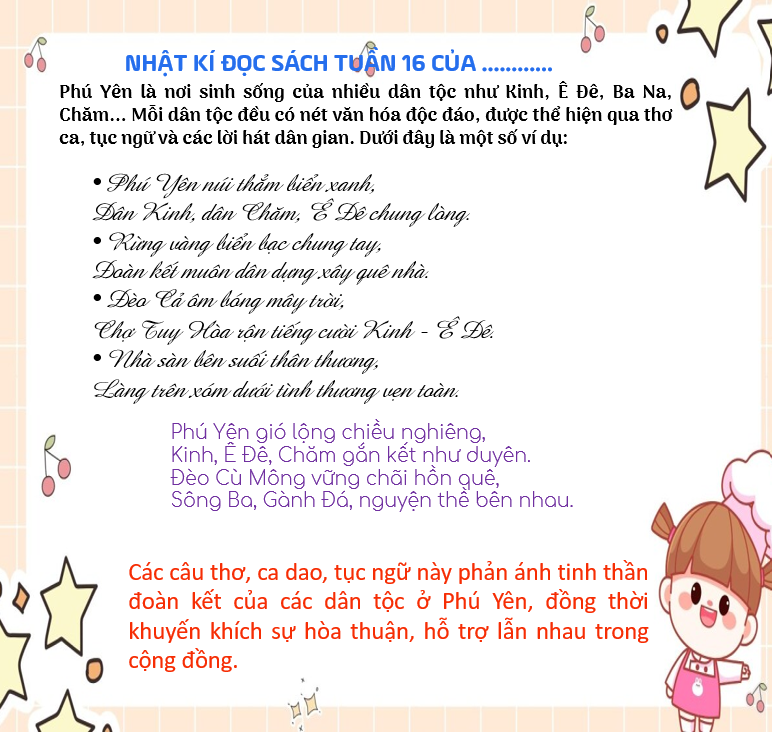 NHẬT KÍ ĐỌC SÁCH TUẦN 16 CỦA ............
Phú Yên là nơi sinh sống của nhiều dân tộc như Kinh, Ê Đê, Ba Na,
Chăm... Mỗi dân tộc đều có nét văn hóa độc đáo, được thể hiện qua thơ
ca, tục ngữ và các lời hát dân gian. Dưới đây là một số ví dụ:
• Phú Yên núi thẳm biển xanh,
Dân Kinh, dân Chăm, Ê Đê chung lòng.
• Rừng vàng biển bạc chung tay,
Đoàn kết muôn dân dựng xây quê nhà.
• Đèo Cả ôm bóng mây trời,
Chợ Tuy Hòa rộn tiếng cười Kinh - Ê Đê.
• Nhà sàn bên suối thân thương,
Làng trên xóm dưới tình thương vẹn toàn.
Phú Yên gió lộng chiều nghiêng,
Kinh, Ê Đê, Chăm gắn kết như duyên.
Đèo Cù Mông vững chãi hồn quê,
Sông Ba, Gành Đá, nguyện thề bên nhau.
Các câu thơ, ca dao, tục ngữ này phản ánh tinh thần
đoàn kết của các dân tộc ở Phú Yên, đồng thời
khuyến khích sự hòa thuận, hỗ trợ lẫn nhau trong
cộng đồng.